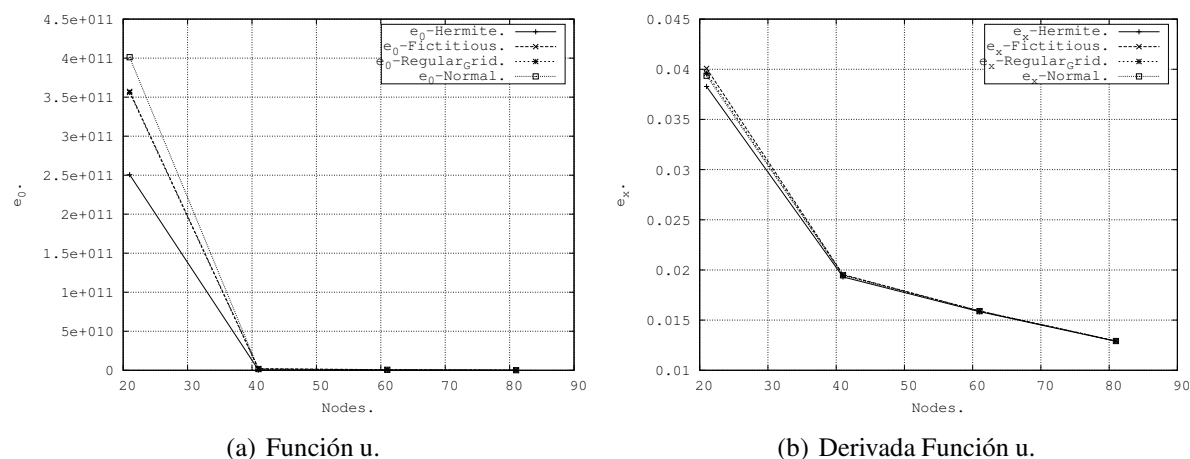 4.5e+011
4e+011
3.5e+011
3e+011
2.5e+011
2e+011
1.5e+011
1e+011
5e+010
0
e₀.
20 30 40 50 60 70 80 90
Nodes.
e₀-Hermite.
e₀-Fictitious.
e₀-Regular_Grid.
e₀-Normal.
(a) Función u.
0.045
0.04
0.035
0.03
0.025
0.02
0.015
0.01
eₓ.
20 30 40 50 60 70 80 90
Nodes.
eₓ-Hermite.
eₓ-Fictitious.
eₓ-Regular_Grid.
eₓ-Normal.
(b) Derivada Función u.